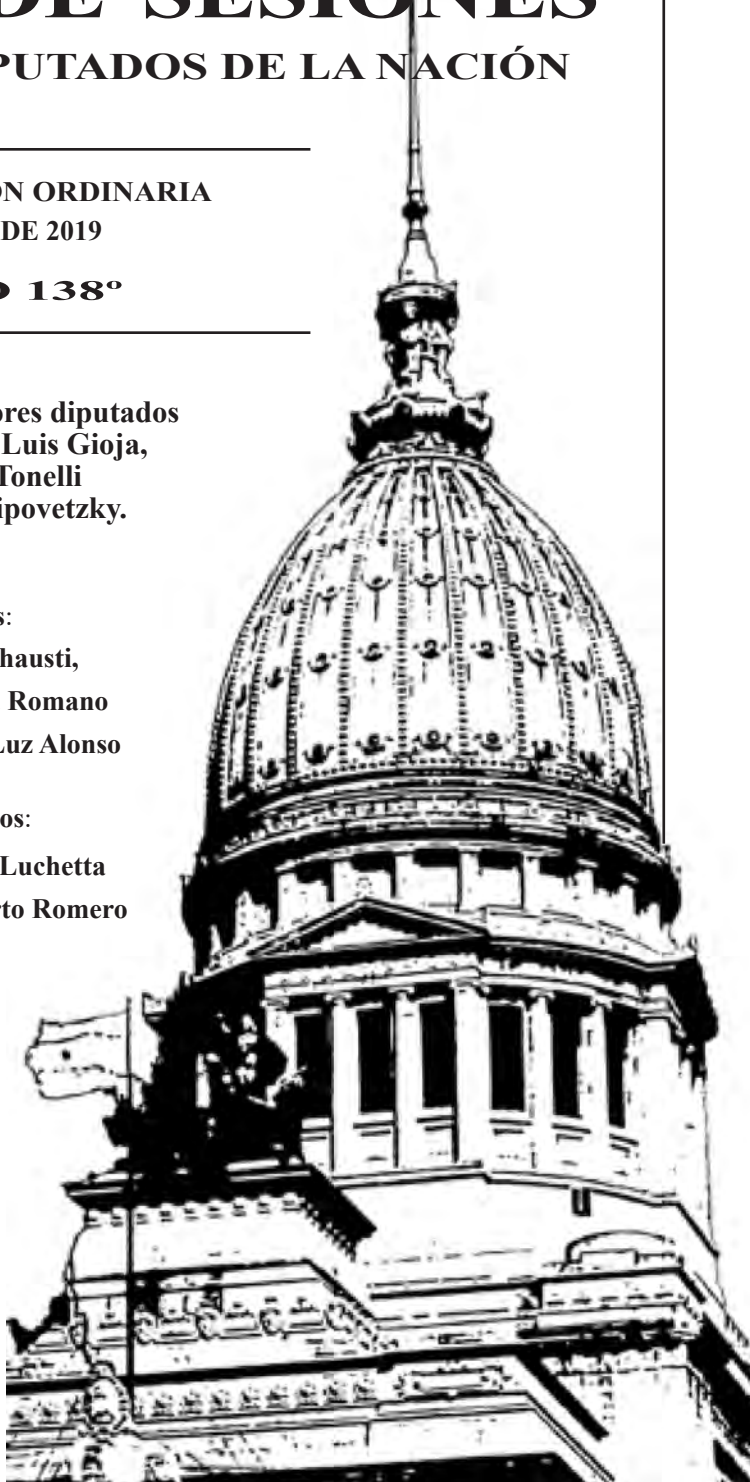 DE SESIONES
PUTADOS DE LA NACIÓN
ÓN ORDINARIA
DE 2019
O 138º
ores diputados
Luis Gioja,
Tonelli
ipovetzky.
s:
hausti,
Romano
Luz Alonso
os:
Luchetta
rto Romero